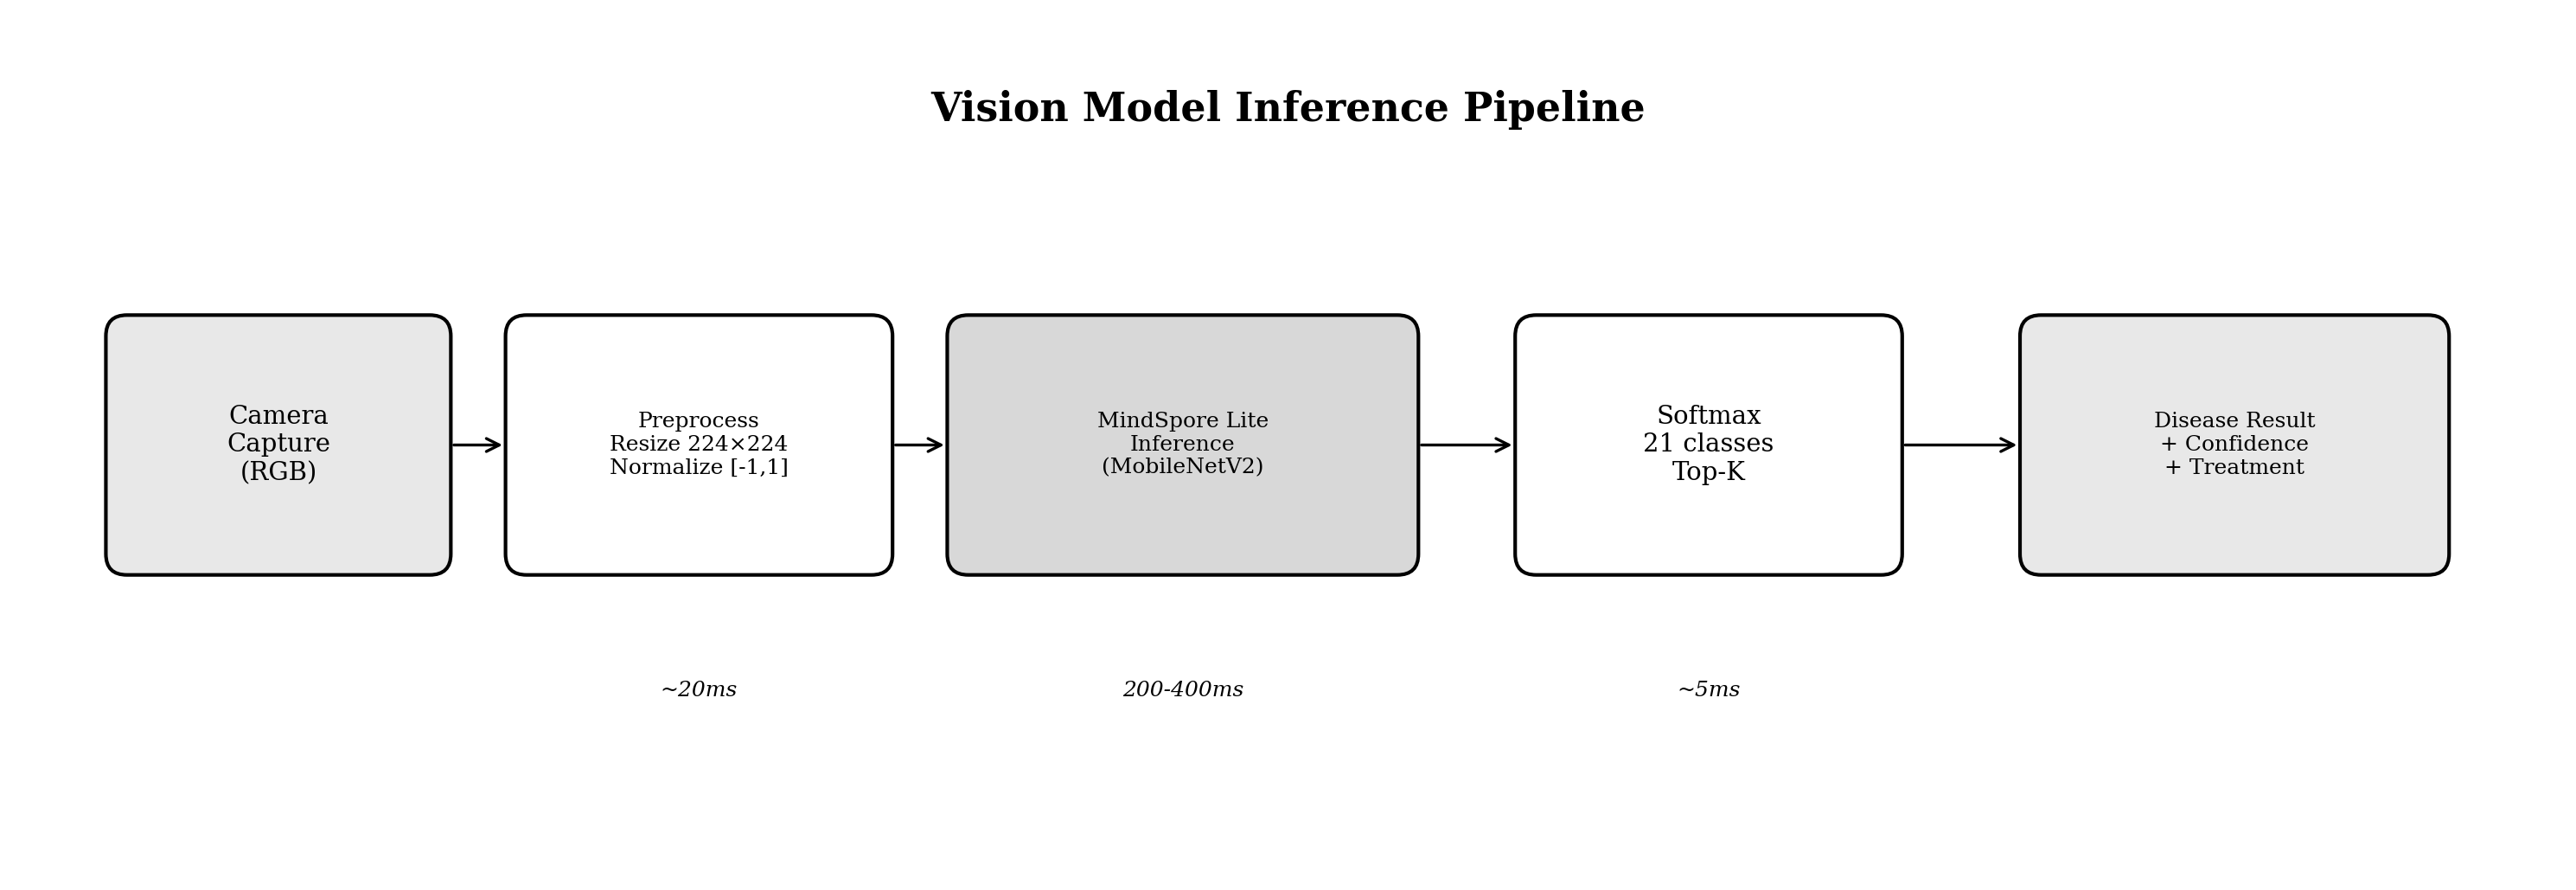 Vision Model Inference Pipeline
Camera
Capture
(RGB)
Preprocess
Resize 224×224
Normalize [-1,1]
MindSpore Lite
Inference
(MobileNetV2)
Softmax
21 classes
Top-K
Disease Result
+ Confidence
+ Treatment
~20ms
200-400ms
~5ms